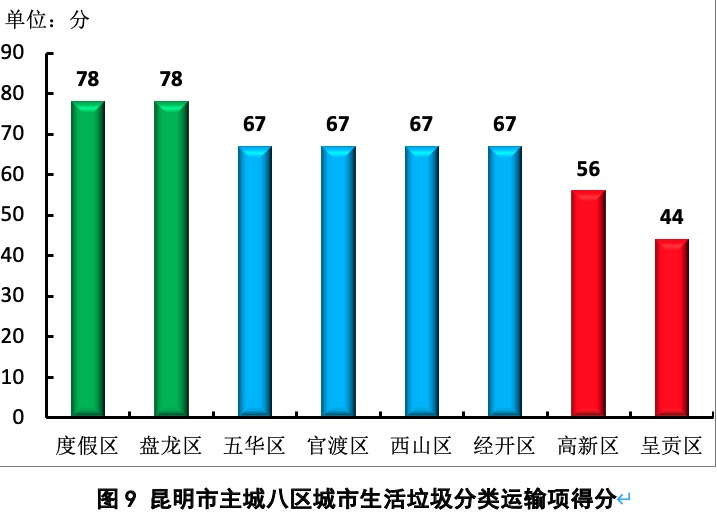 单位：分
90
80
70
60
50
40
30
20
10
0
78 78 67 67 67 67 56 44
度假区 盘龙区 五华区 官渡区 西山区 经开区 高新区 呈贡区
图 9 昆明市主城八区城市生活垃圾分类运输项得分